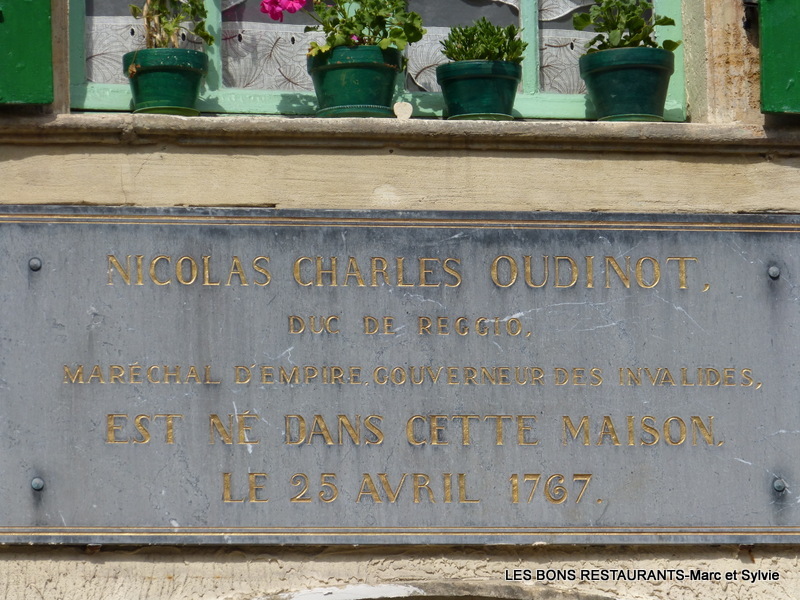 NICOLAS CHARLES OUDINOT,
DUC DE REGGIO,
MARÉCHAL D'EMPIRE, GOUVERNEUR DES INVALIDES,
EST NÉ DANS CETTE MAISON,
LE 25 AVRIL 1767.
LES BONS RESTAURANTS-Marc et Sylvie